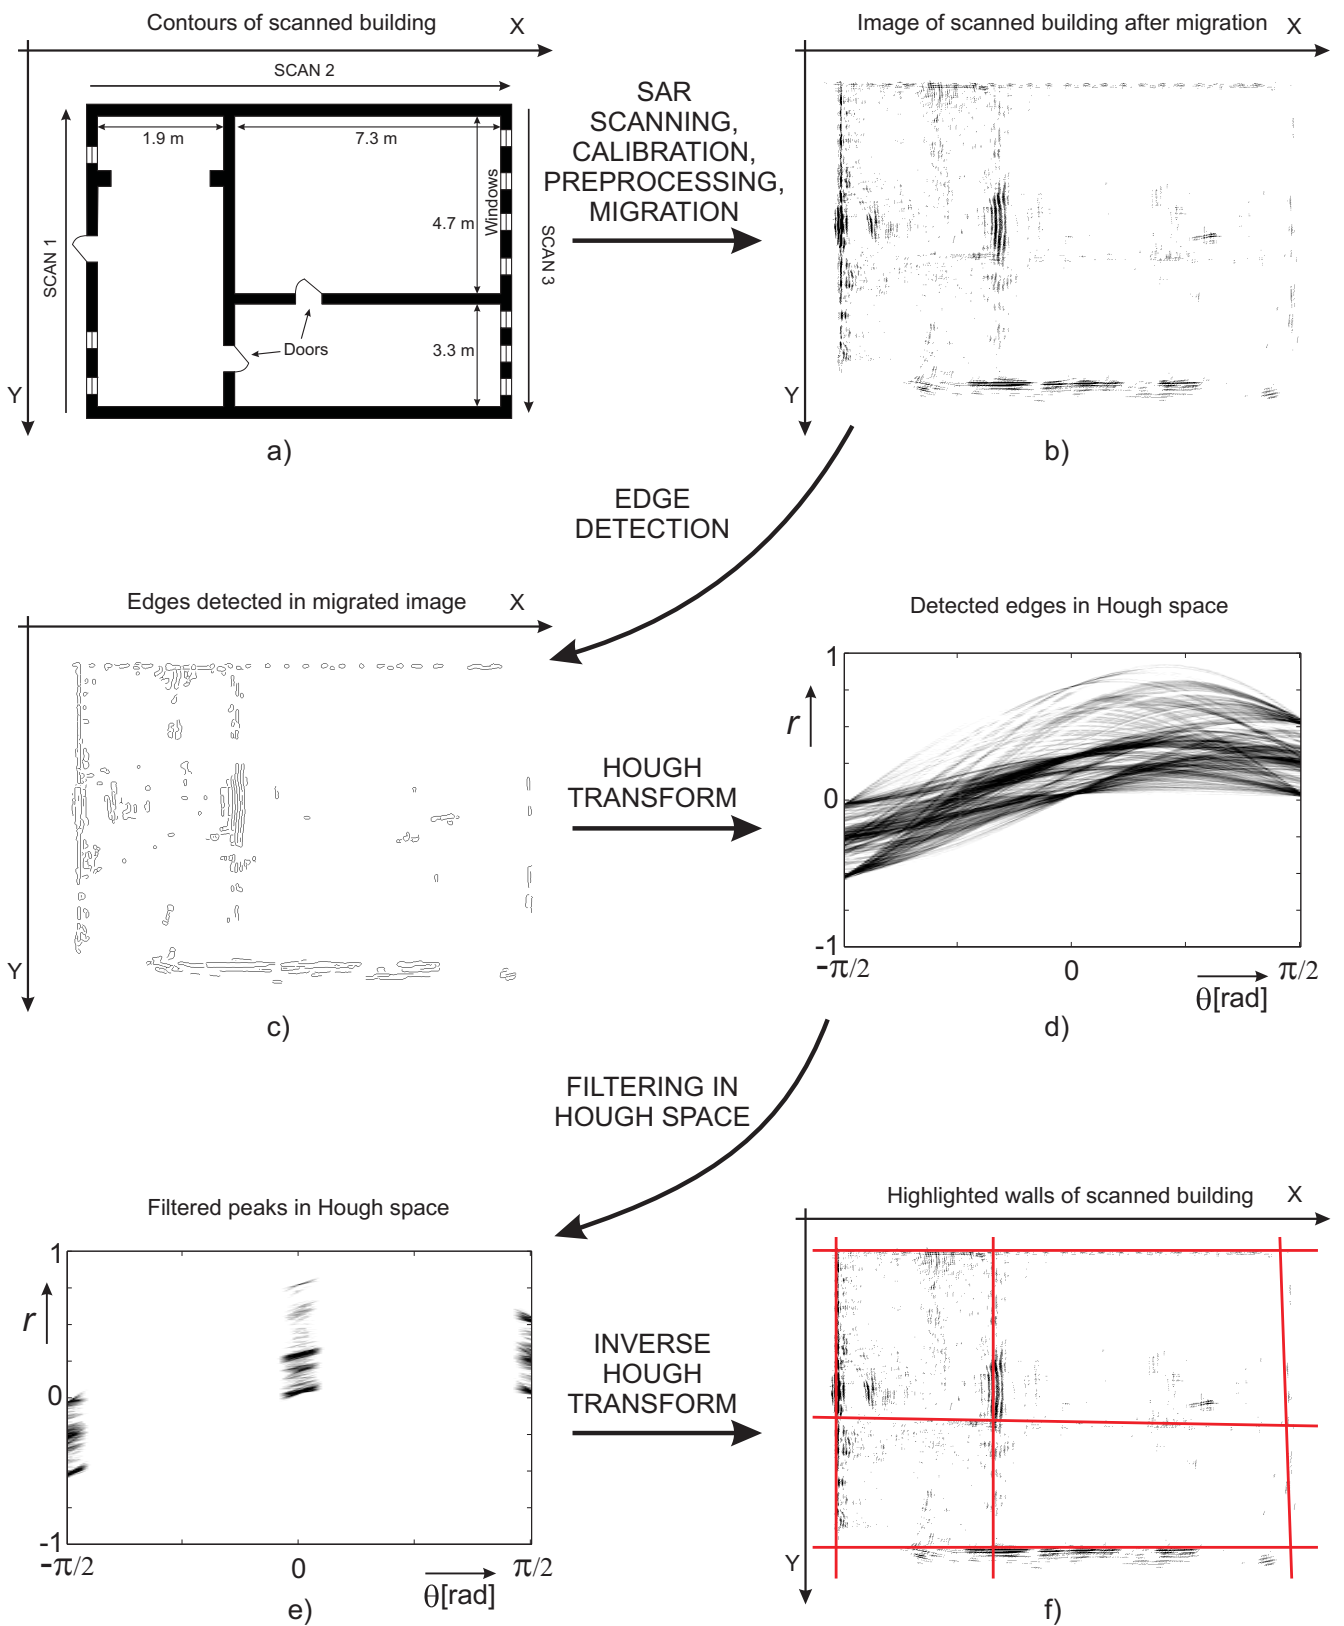 Contours of scanned building
X
SCAN 2
1.9 m
7.3 m
4.7 m
Windows
SCAN 1
SCAN 3
Doors
3.3 m
Y
a)
SAR
SCANNING,
CALIBRATION,
PREPROCESSING,
MIGRATION
Image of scanned building after migration
X
Y
b)
EDGE
DETECTION
Edges detected in migrated image
X
Y
c)
HOUGH
TRANSFORM
Detected edges in Hough space
1
r
0
-1
-π/2
0
π/2
θ[rad]
d)
FILTERING IN
HOUGH SPACE
Filtered peaks in Hough space
1
r
0
-1
-π/2
0
π/2
θ[rad]
e)
INVERSE
HOUGH
TRANSFORM
Highlighted walls of scanned building
X
Y
f)